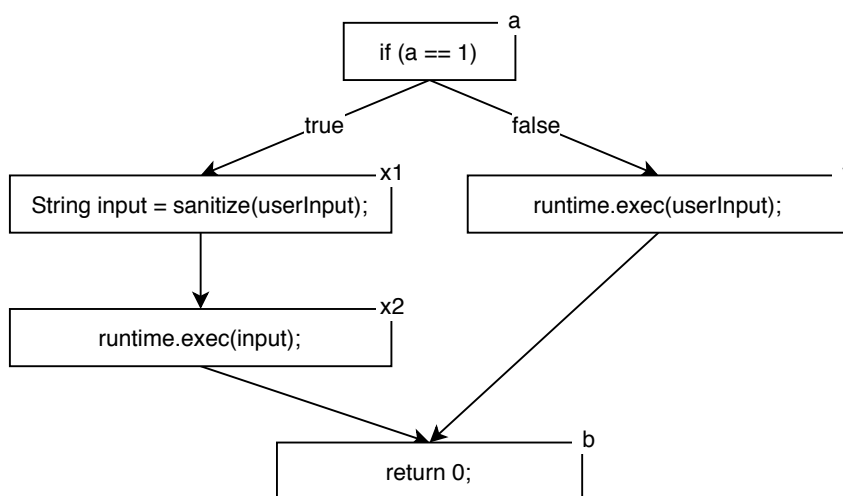 a
if (a == 1)
true
false
x1
String input = sanitize(userInput);
runtime.exec(userInput);
x2
runtime.exec(input);
b
return 0;